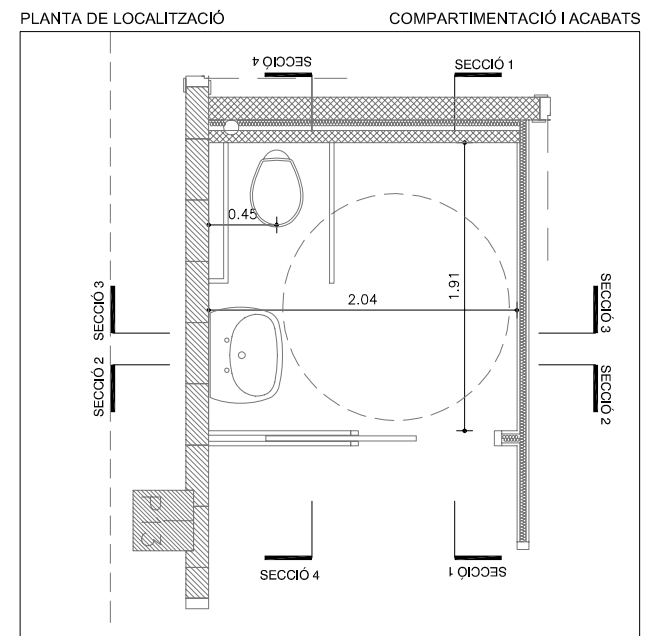 PLANTA DE LOCALITZACIÓ
COMPARTIMENTACIÓ I ACABATS
SECCIÓ 4
SECCIÓ 1
0.45
2.04
1.91
SECCIÓ 3
SECCIÓ 2
SECCIÓ 3
SECCIÓ 2
P13
SECCIÓ 4
SECCIÓ 1